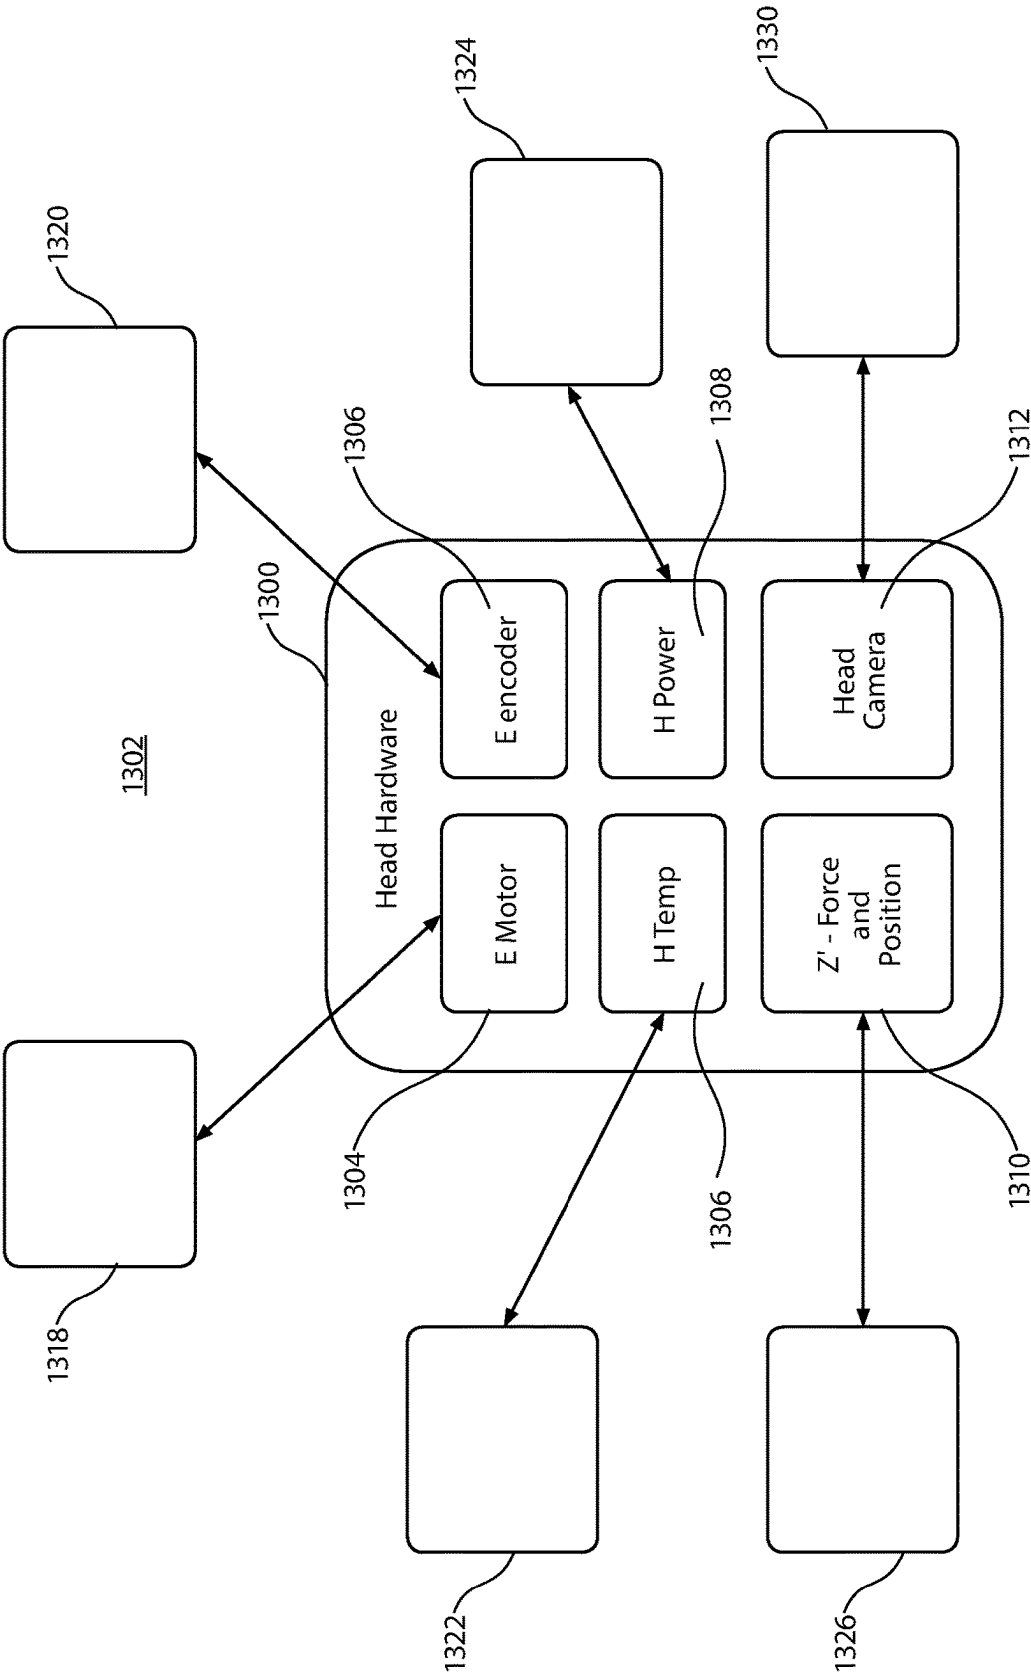 1302
1318
1320
1300
Head Hardware
1304
E Motor
E encoder
1306
1322
1306
H Temp
H Power
1308
1324
1326
1310
Z' - Force
and
Position
Head
Camera
1312
1330